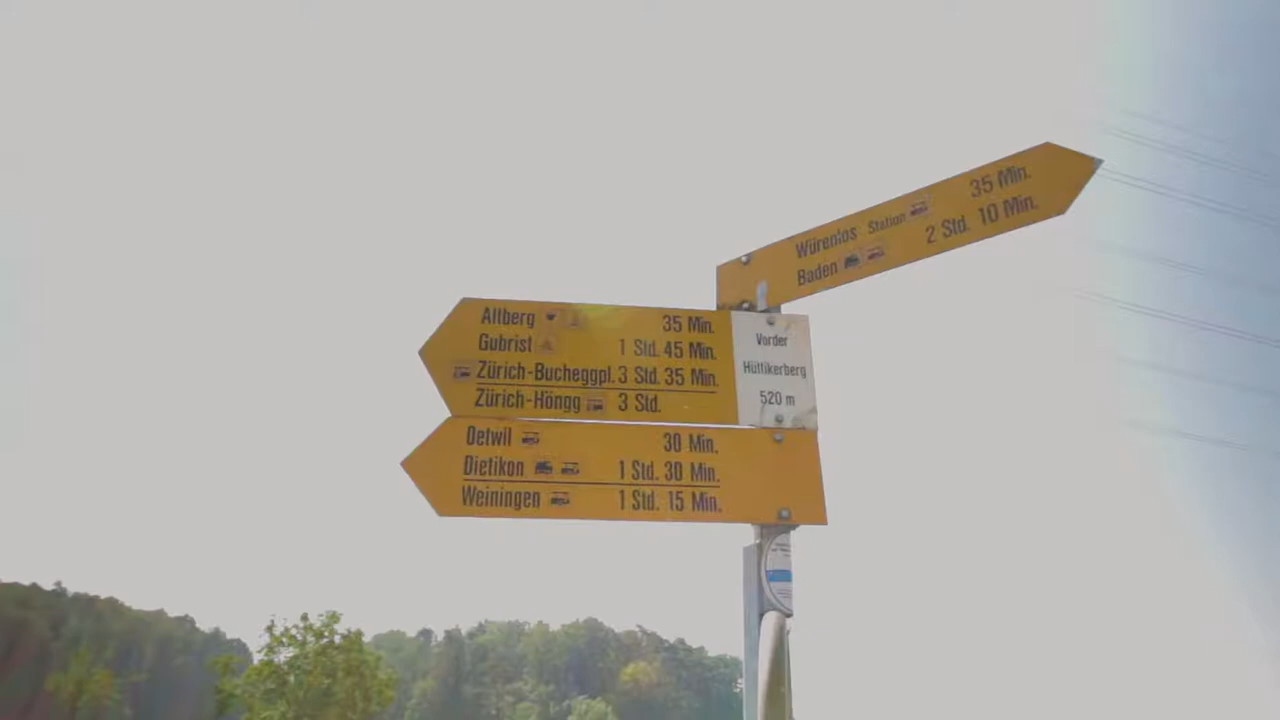 Würenlos Station 35 Min.
Baden 2 Std. 10 Min.
Altberg 35 Min.
Gubrist 1 Std. 45 Min.
Zürich-Bucheggpl. 3 Std. 35 Min.
Zürich-Höngg 3 Std.
Vorder
Hüttikerberg
520 m
Oetwil 30 Min.
Dietikon 1 Std. 30 Min.
Weiningen 1 Std. 15 Min.